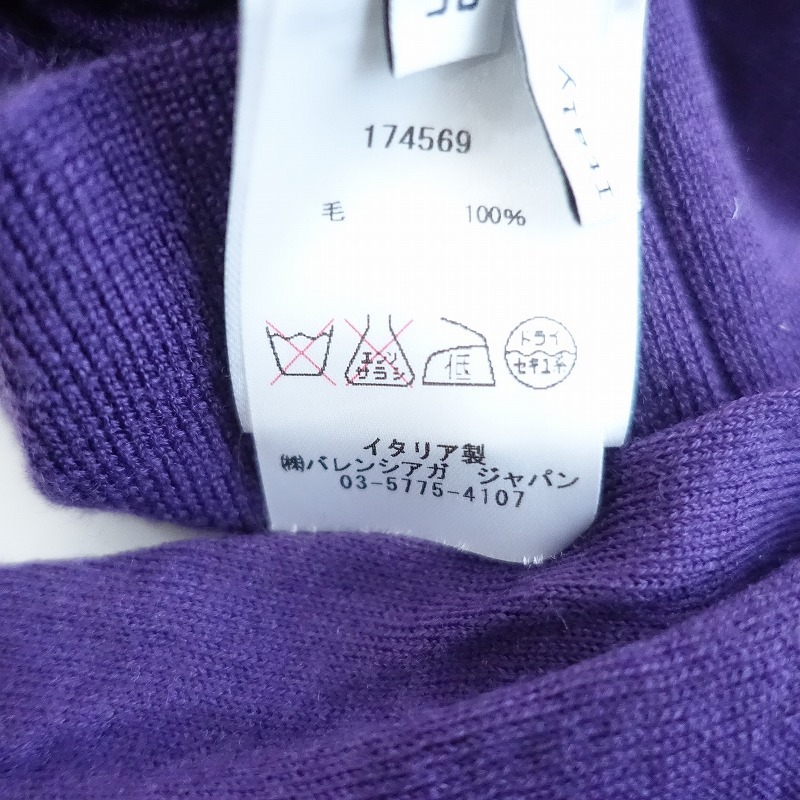 174569
毛 100%
エンソ
サラシ
低
ドライ
セキユ系
イタリア製
㈱バレンシアガ ジャパン
03-5775-4107